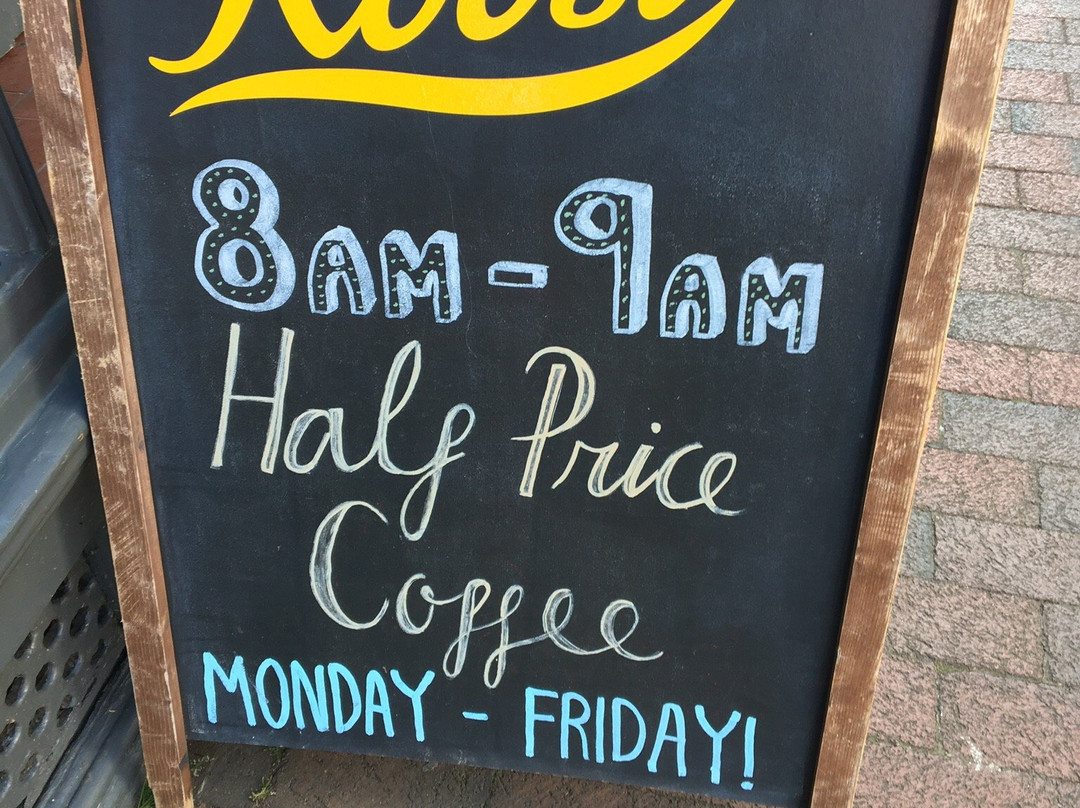 8AM - 9AM
Half Price
Coffee
MONDAY - FRIDAY!